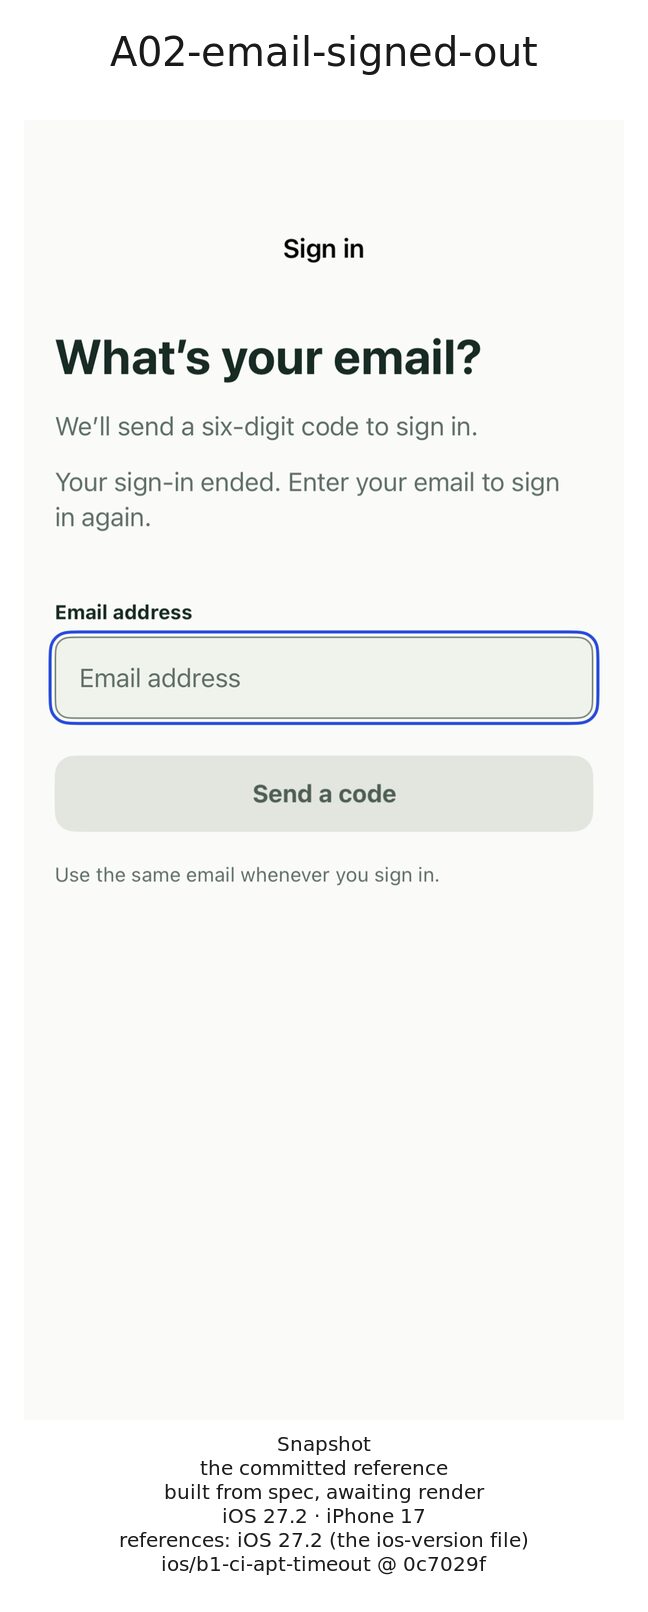 A02-email-signed-out
Sign in
What’s your email?
We’ll send a six-digit code to sign in.
Your sign-in ended. Enter your email to sign
in again.
Email address
Email address
Send a code
Use the same email whenever you sign in.
Snapshot
the committed reference
built from spec, awaiting render
iOS 27.2 · iPhone 17
references: iOS 27.2 (the ios-version file)
ios/b1-ci-apt-timeout @ 0c7029f